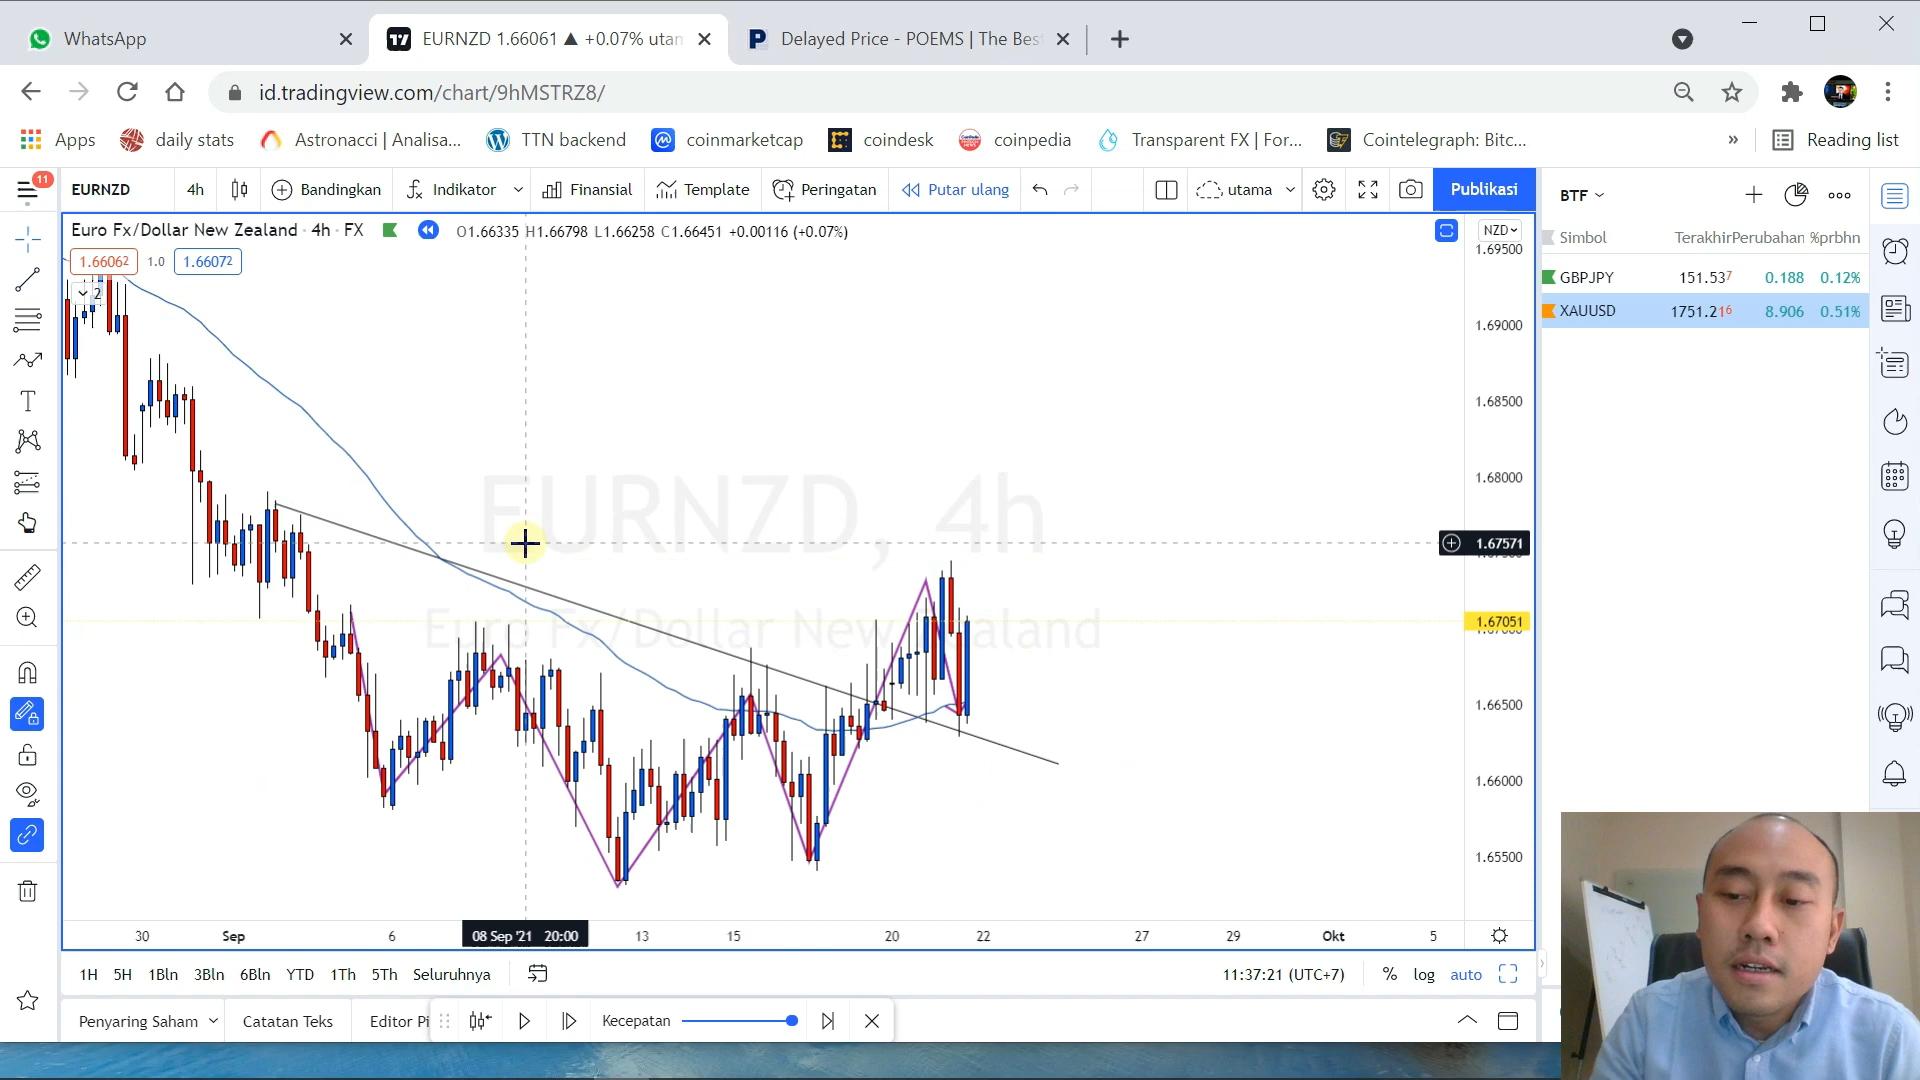 WhatsApp
EURNZD 1.66061 ▲ +0.07% utam
Delayed Price - POEMS | The Bes
id.tradingview.com/chart/9hMSTRZ8/
Apps
daily stats
Astronacci | Analisa...
TTN backend
coinmarketcap
coindesk
coinpedia
Transparent FX | For...
Cointelegraph: Bitc...
»
Reading list
11
EURNZD
4h
Bandingkan
Indikator
Finansial
Template
Peringatan
Putar ulang
utama
Publikasi
BTF
Euro Fx/Dollar New Zealand · 4h · FX
O1.66335 H1.66798 L1.66258 C1.66451 +0.00116 (+0.07%)
NZD
1.66062
1.0
1.66072
2
Simbol
Terakhir
Perubahan
%prbhn
GBPJPY 151.537 0.188 0.12%
XAUUSD 1751.216 8.906 0.51%
EURNZD, 4h
1.69500
1.69000
1.68500
1.68000
1.67571
1.67051
1.66500
1.66000
1.65500
30
Sep
6
08 Sep '21 20:00
13
15
20
22
27
29
Okt
5
1H 5H 1Bln 3Bln 6Bln YTD 1Th 5Th Seluruhnya
11:37:21 (UTC+7)
% log auto
Penyaring Saham
Catatan Teks
Editor Pi
Kecepatan